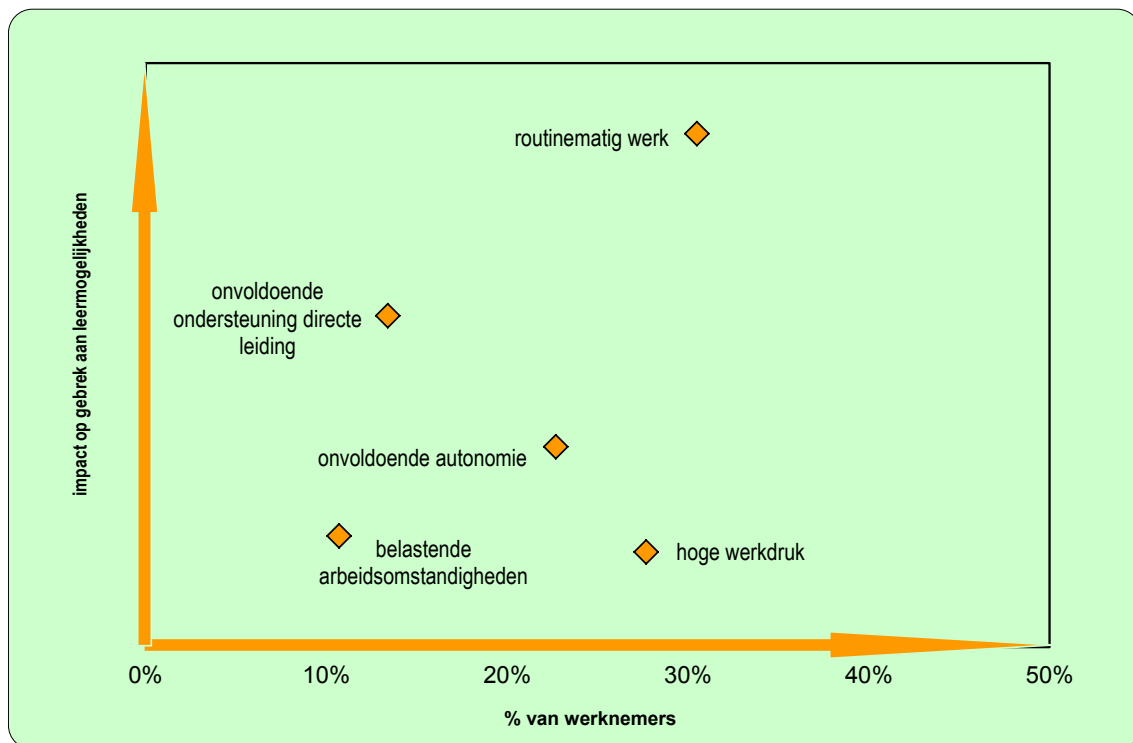 routinematig werk
impact op gebrek aan leermogelijkheden
onvoldoende
ondersteuning directe
leiding
onvoldoende autonomie
belastende
arbeidsomstandigheden
hoge werkdruk
0%
10%
20%
30%
40%
50%
% van werknemers